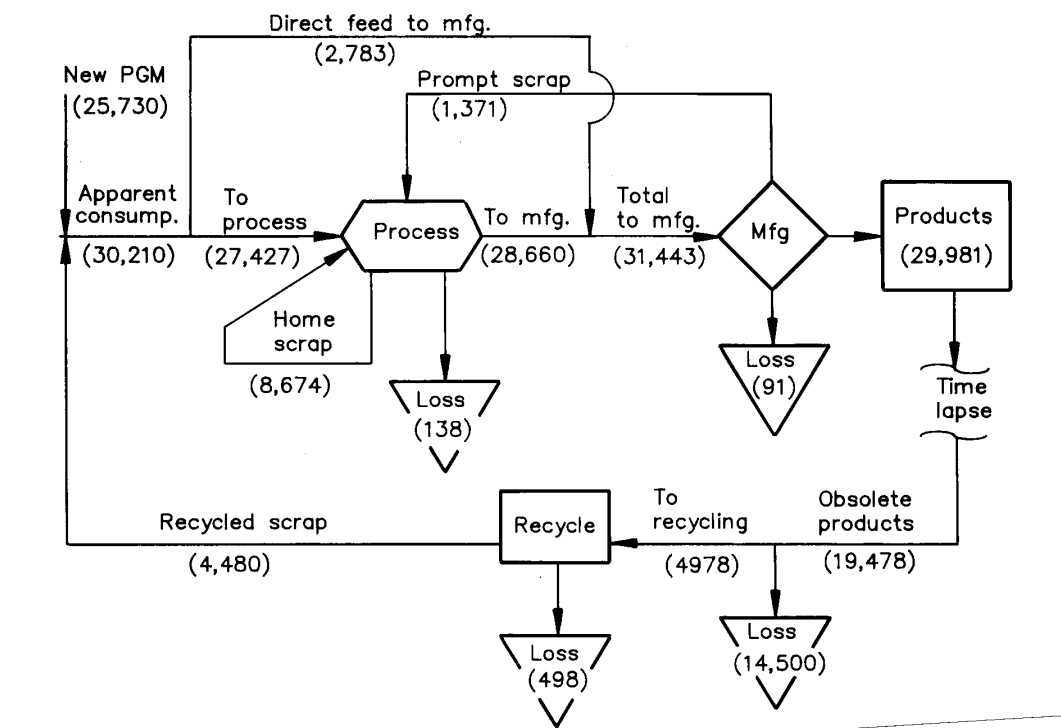 Direct feed to mfg.
(2,783)
New PGM
(25,730)
Prompt scrap
(1,371)
Apparent
consump.
(30,210)
To
process
(27,427)
Process
To mfg.
(28,660)
Total
to mfg.
(31,443)
Mfg
Products
(29,981)
Home
scrap
(8,674)
Loss
(138)
Loss
(91)
Time
lapse
Recycled scrap
(4,480)
Recycle
To
recycling
(4978)
Obsolete
products
(19,478)
Loss
(498)
Loss
(14,500)